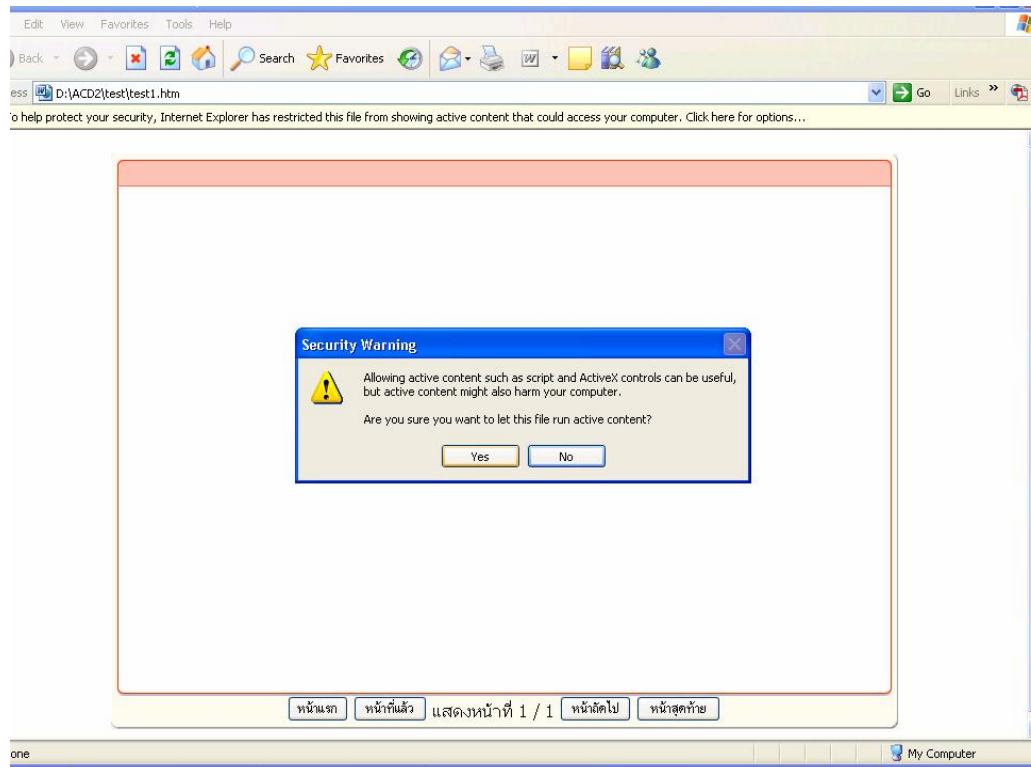 Edit View Favorites Tools Help
Back Search Favorites
ess D:\ACD2\test\test1.htm Go Links »
o help protect your security, Internet Explorer has restricted this file from showing active content that could access your computer. Click here for options...
Security Warning
Allowing active content such as script and ActiveX controls can be useful,
but active content might also harm your computer.
Are you sure you want to let this file run active content?
Yes No
หน้าแรก หน้าที่แล้ว แสดงหน้าที่ 1 / 1 หน้าถัดไป หน้าสุดท้าย
one My Computer